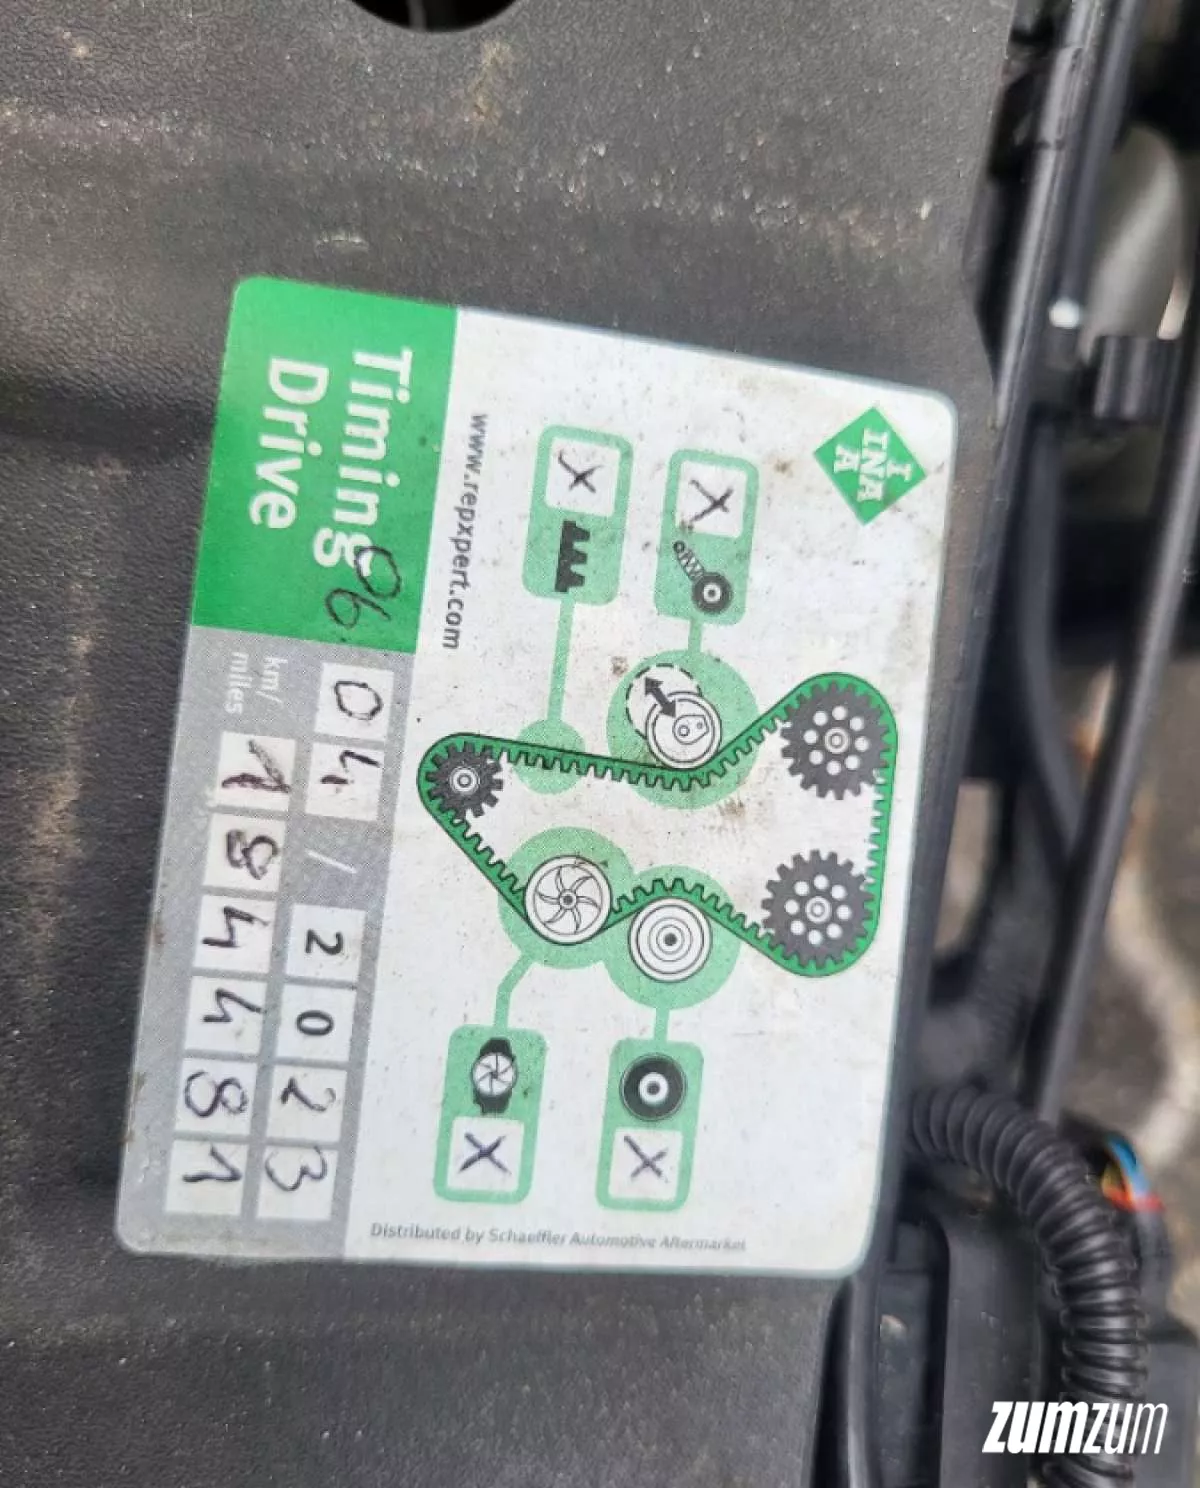 I
INA
A
www.repxpert.com
X
X
X
X
Timing
Drive
06
04/2023
km/
miles
184481
Distributed by Schaeffler Automotive Aftermarket
zumzum